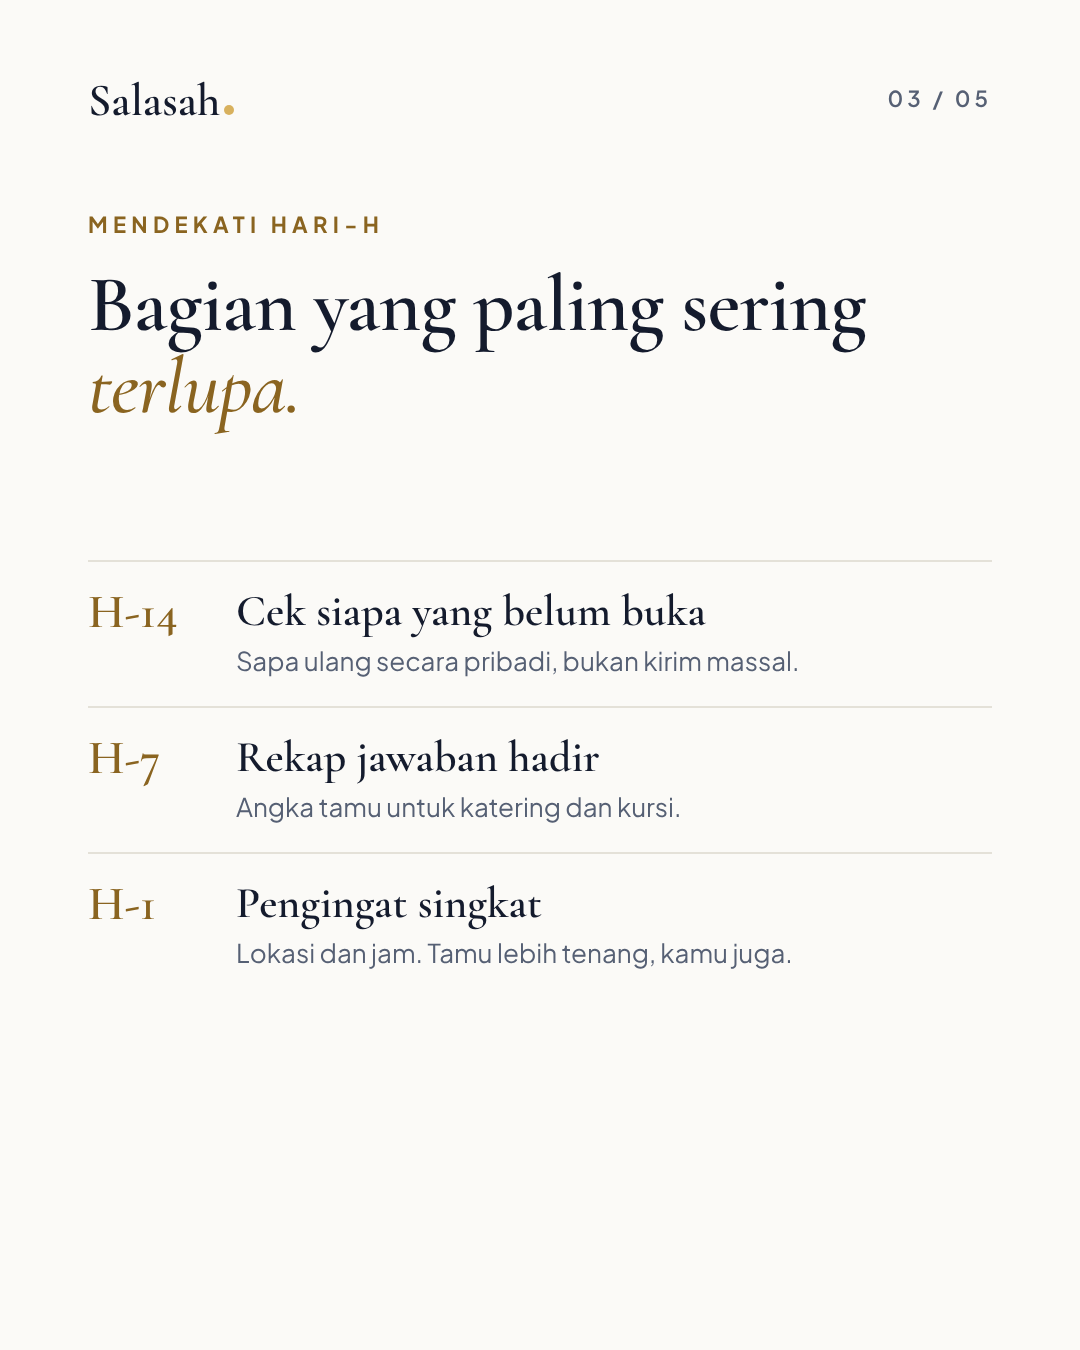 Salasah.
03 / 05
MENDEKATI HARI-H
Bagian yang paling sering
terlupa.
H-14
Cek siapa yang belum buka
Sapa ulang secara pribadi, bukan kirim massal.
H-7
Rekap jawaban hadir
Angka tamu untuk katering dan kursi.
H-1
Pengingat singkat
Lokasi dan jam. Tamu lebih tenang, kamu juga.